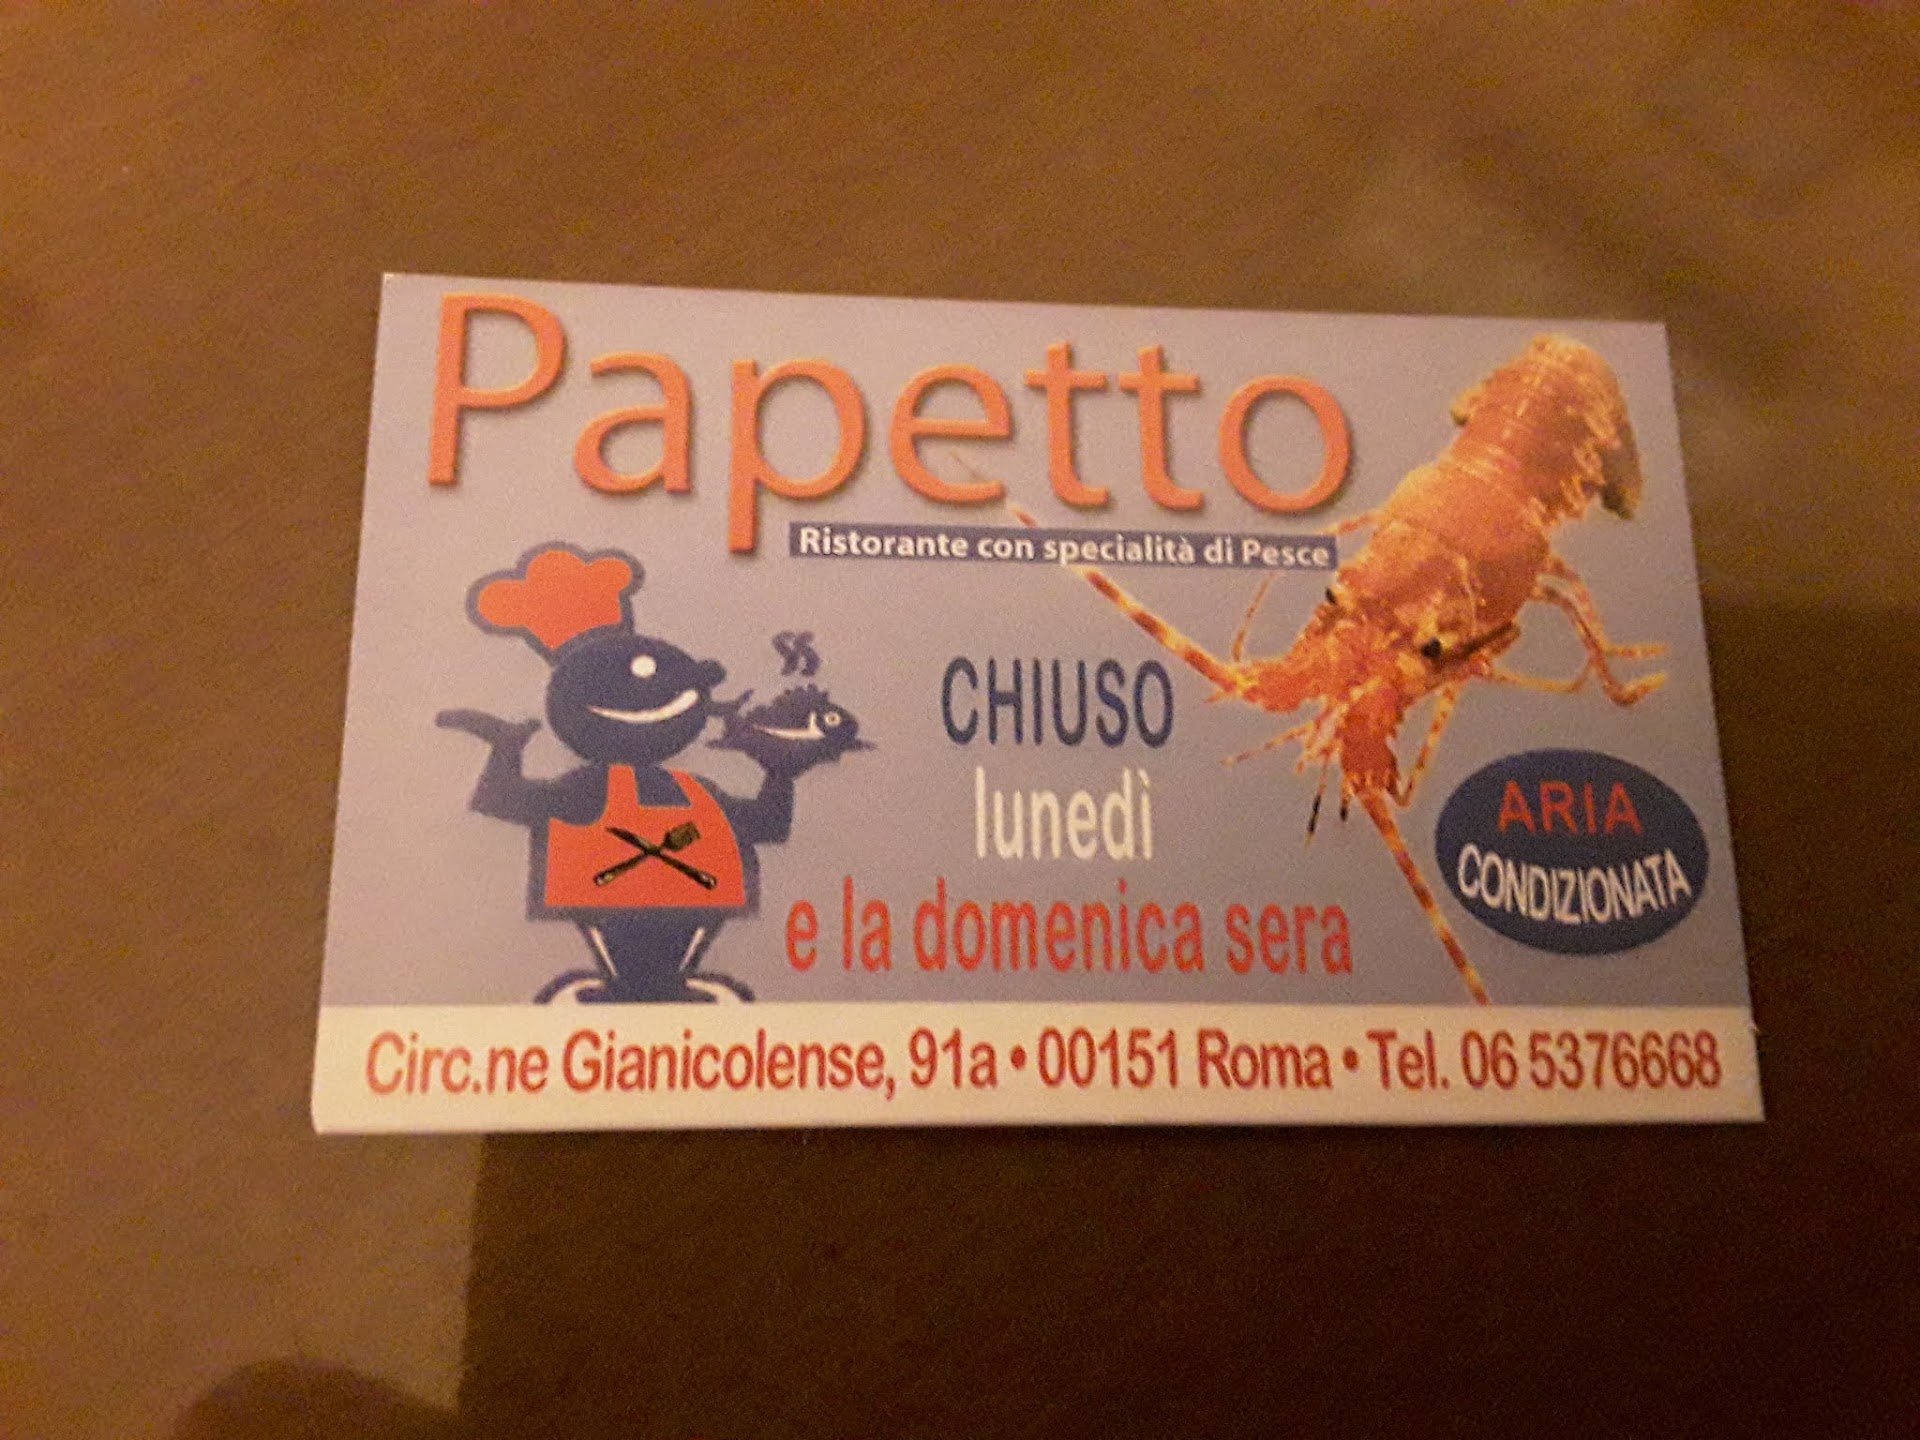 Papetto
Ristorante con specialità di Pesce
CHIUSO
lunedì
e la domenica sera
ARIA
CONDIZIONATA
Circ.ne Gianicolense, 91a • 00151 Roma • Tel. 06 5376668